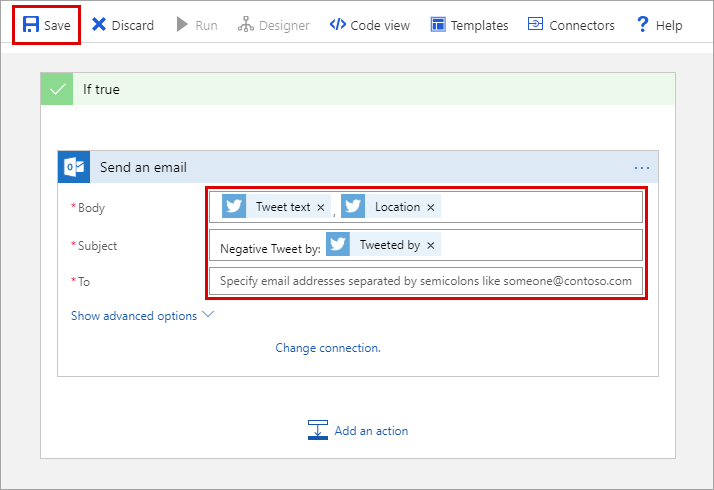 Save Discard Run Designer Code view Templates Connectors ? Help
If true
Send an email ...
*Body Tweet text × , Location ×
*Subject Negative Tweet by: Tweeted by ×
*To Specify email addresses separated by semicolons like someone@contoso.com
Show advanced options
Change connection.
Add an action